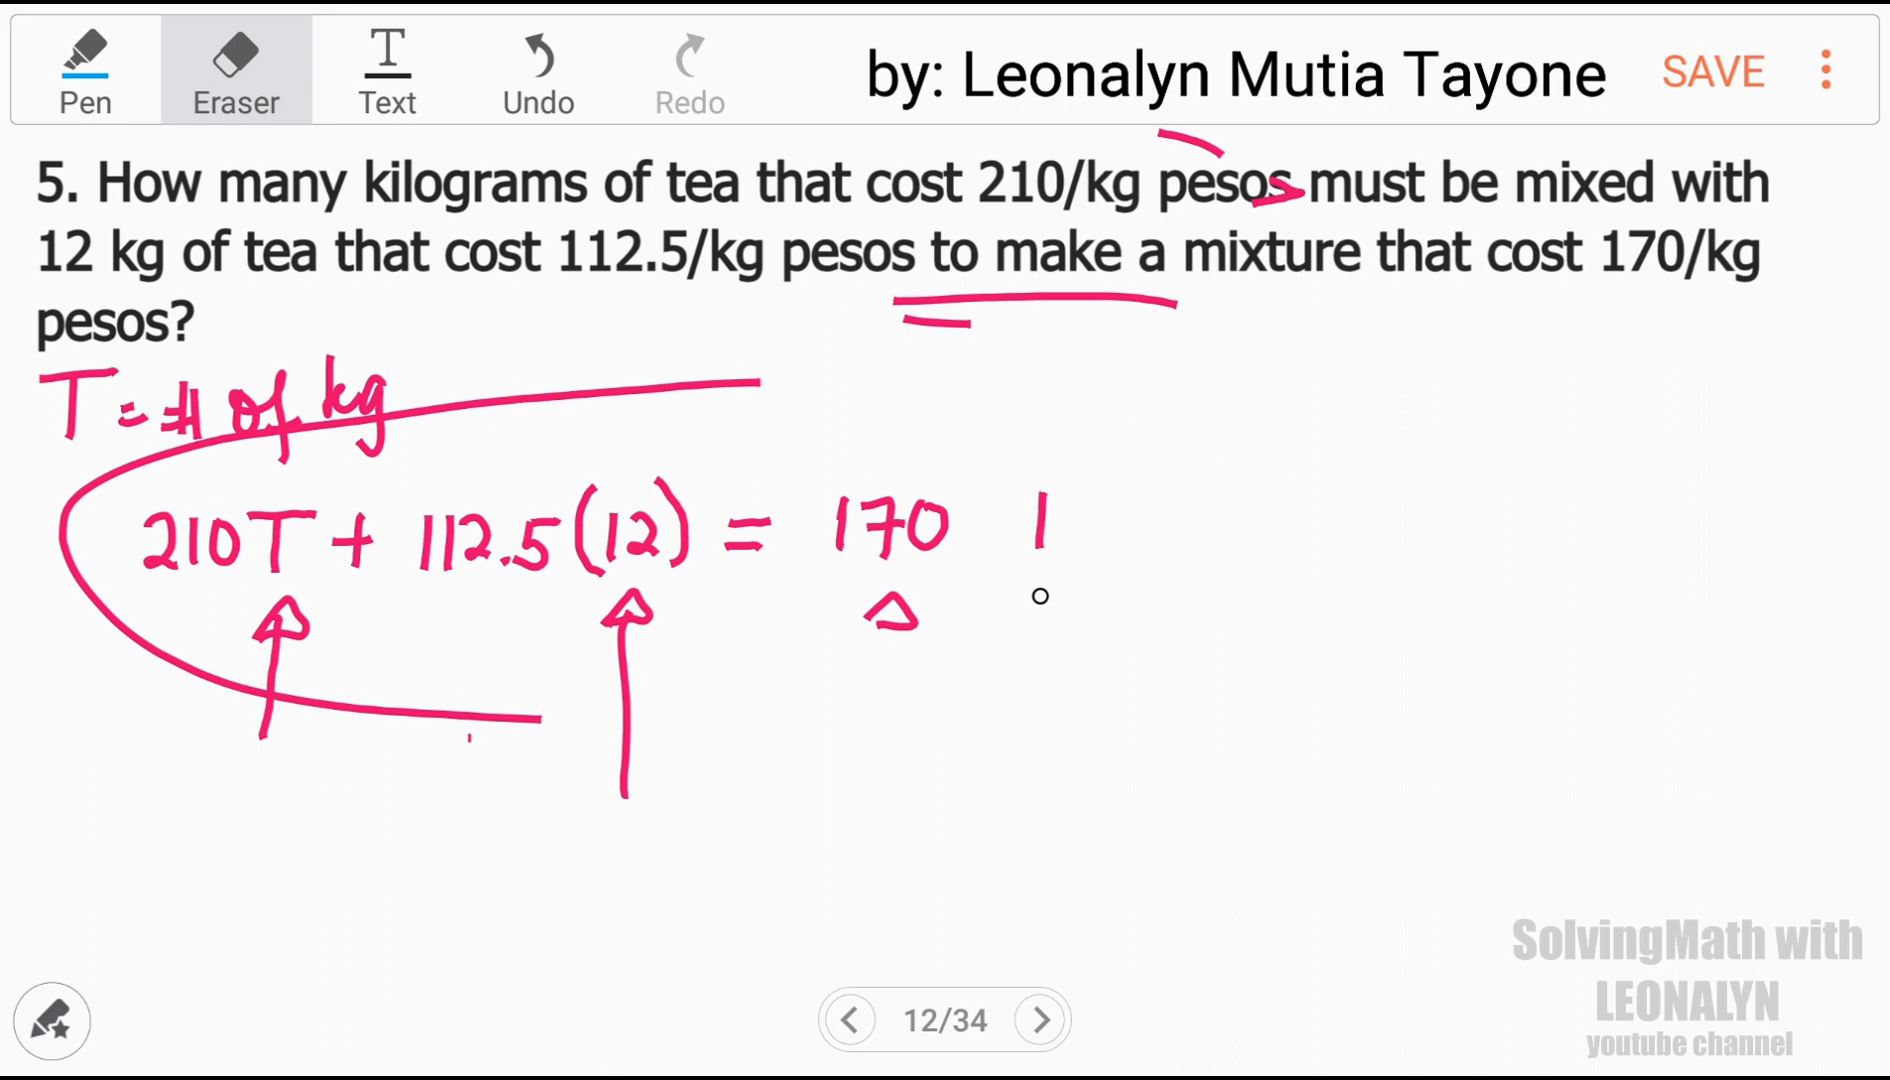 Pen Eraser Text Undo Redo by: Leonalyn Mutia Tayone SAVE
5. How many kilograms of tea that cost 210/kg pesos must be mixed with
12 kg of tea that cost 112.5/kg pesos to make a mixture that cost 170/kg
pesos?
T = # of kg
210T + 112.5(12) = 170 1
12/34
SolvingMath with
LEONALYN
youtube channel